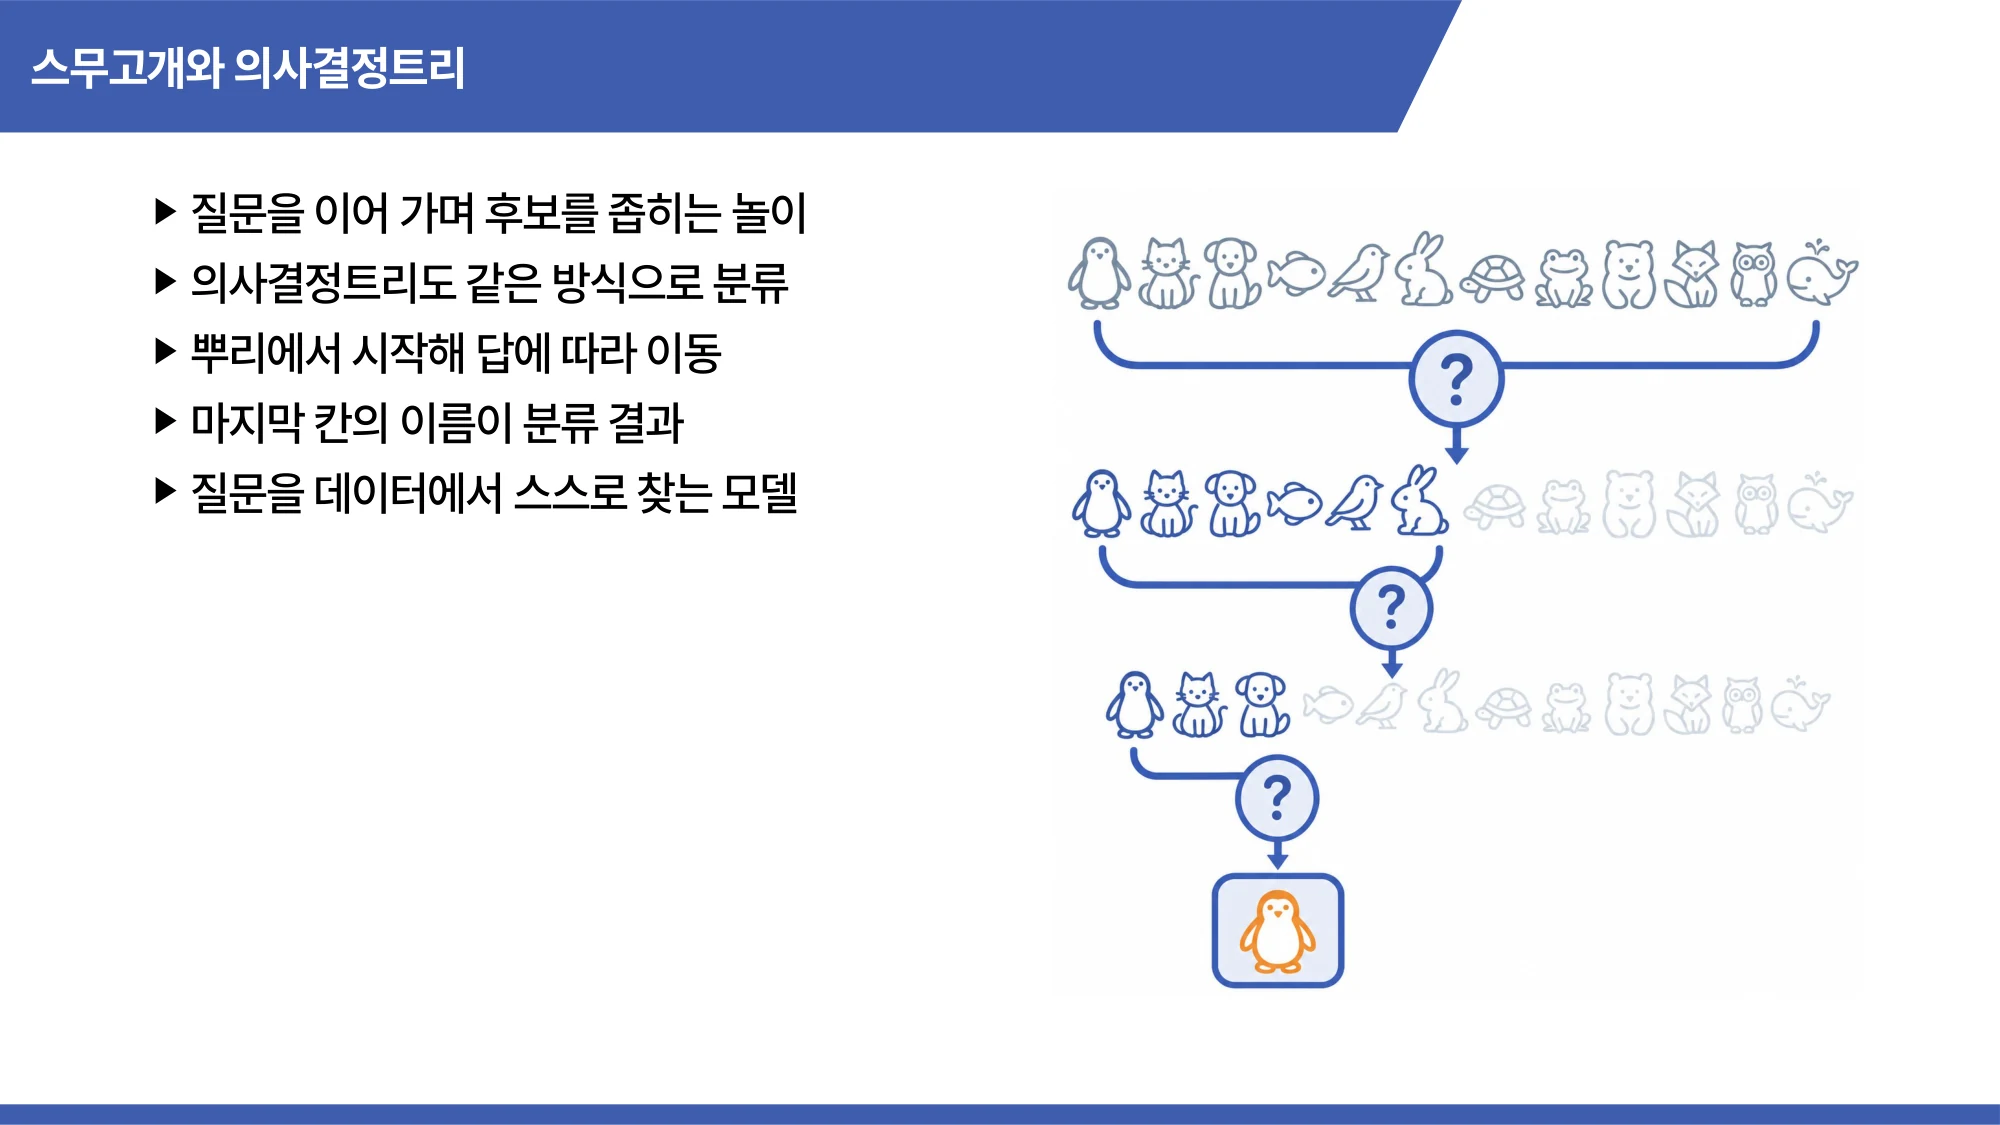 스무고개와 의사결정트리
▶ 질문을 이어 가며 후보를 좁히는 놀이
▶ 의사결정트리도 같은 방식으로 분류
▶ 뿌리에서 시작해 답에 따라 이동
▶ 마지막 칸의 이름이 분류 결과
▶ 질문을 데이터에서 스스로 찾는 모델
?
?
?